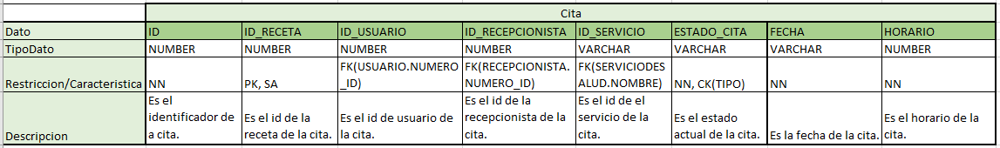 Cita
Dato ID ID_RECETA ID_USUARIO ID_RECEPCIONISTA ID_SERVICIO ESTADO_CITA FECHA HORARIO
TipoDato NUMBER NUMBER NUMBER NUMBER VARCHAR VARCHAR VARCHAR NUMBER
FK(USUARIO.NUMERO FK(RECEPCIONISTA. FK(SERVICIODES
Restriccion/Caracteristica NN PK, SA _ID) NUMERO_ID) ALUD.NOMBRE) NN, CK(TIPO) NN NN
Es el Es el id de la Es el id de el
identificador de Es el id de la Es el id de usuario de recepcionista de la servicio de la Es el estado Es el horario de la
Descripcion a cita. receta de la cita. la cita. cita. cita. actual de la cita. Es la fecha de la cita. cita.